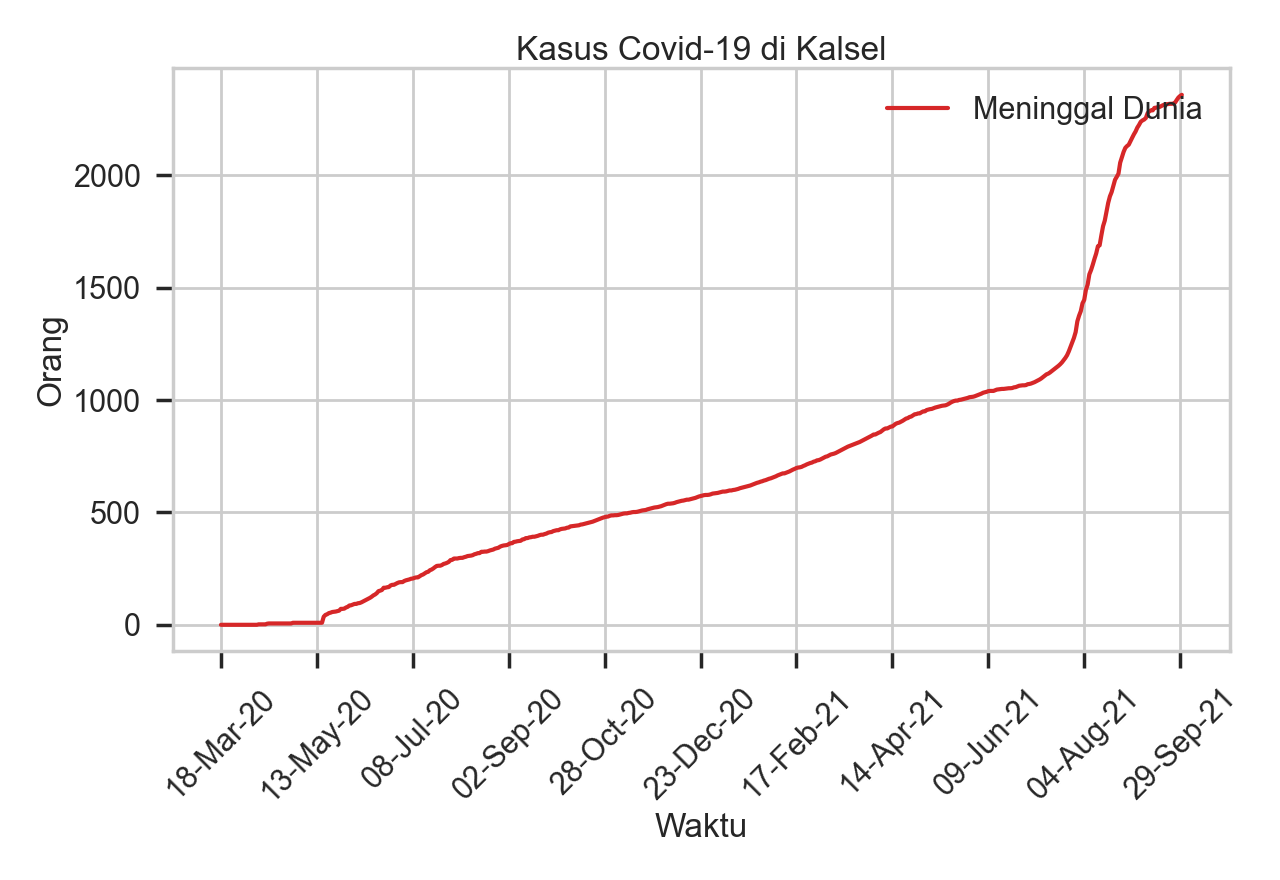 Kasus Covid-19 di Kalsel
Meninggal Dunia
Orang
2000
1500
1000
500
0
18-Mar-20
13-May-20
08-Jul-20
02-Sep-20
28-Oct-20
23-Dec-20
17-Feb-21
14-Apr-21
09-Jun-21
04-Aug-21
29-Sep-21
Waktu